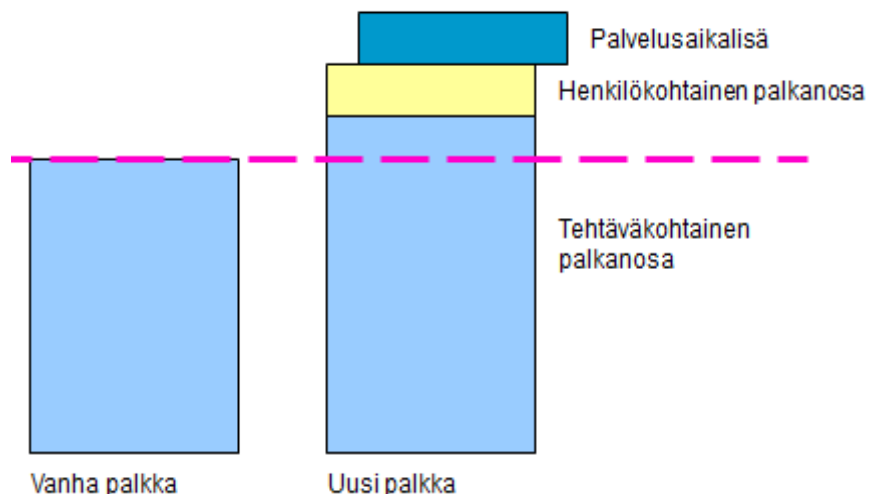 Palvelusaikalisä
Henkilökohtainen palkanosa
Tehtäväkohtainen
palkanosa
Vanha palkka
Uusi palkka